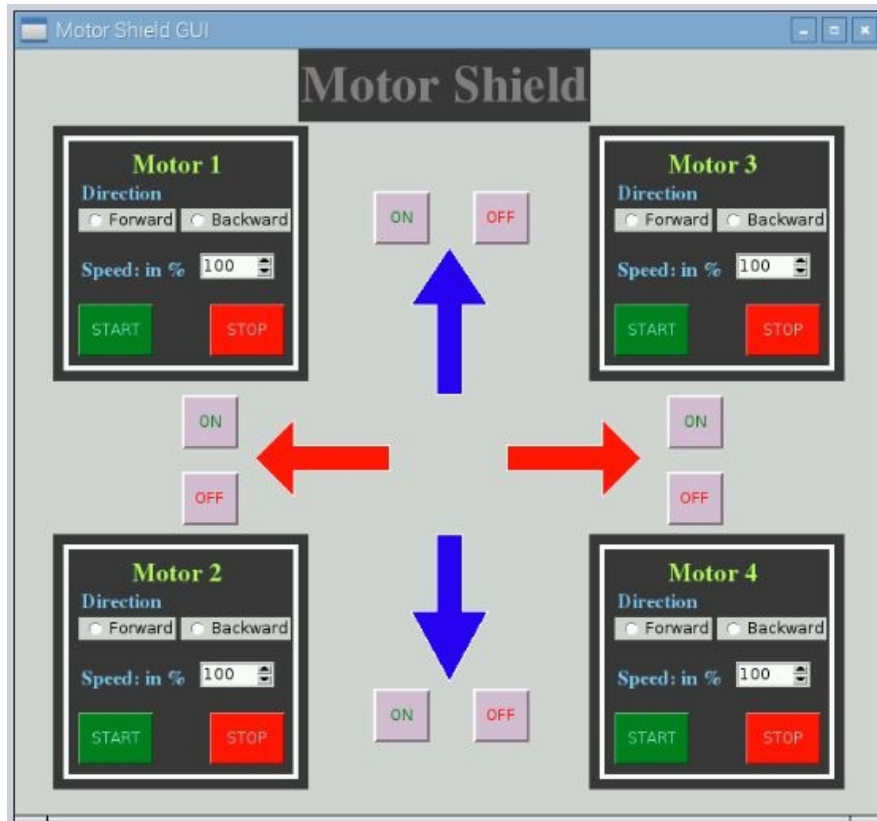 Motor Shield GUI
Motor Shield
Motor 1
Direction
Forward Backward
Speed: in % 100
START STOP
ON OFF
Motor 3
Direction
Forward Backward
Speed: in % 100
START STOP
ON
OFF
ON
OFF
Motor 2
Direction
Forward Backward
Speed: in % 100
START STOP
ON OFF
Motor 4
Direction
Forward Backward
Speed: in % 100
START STOP